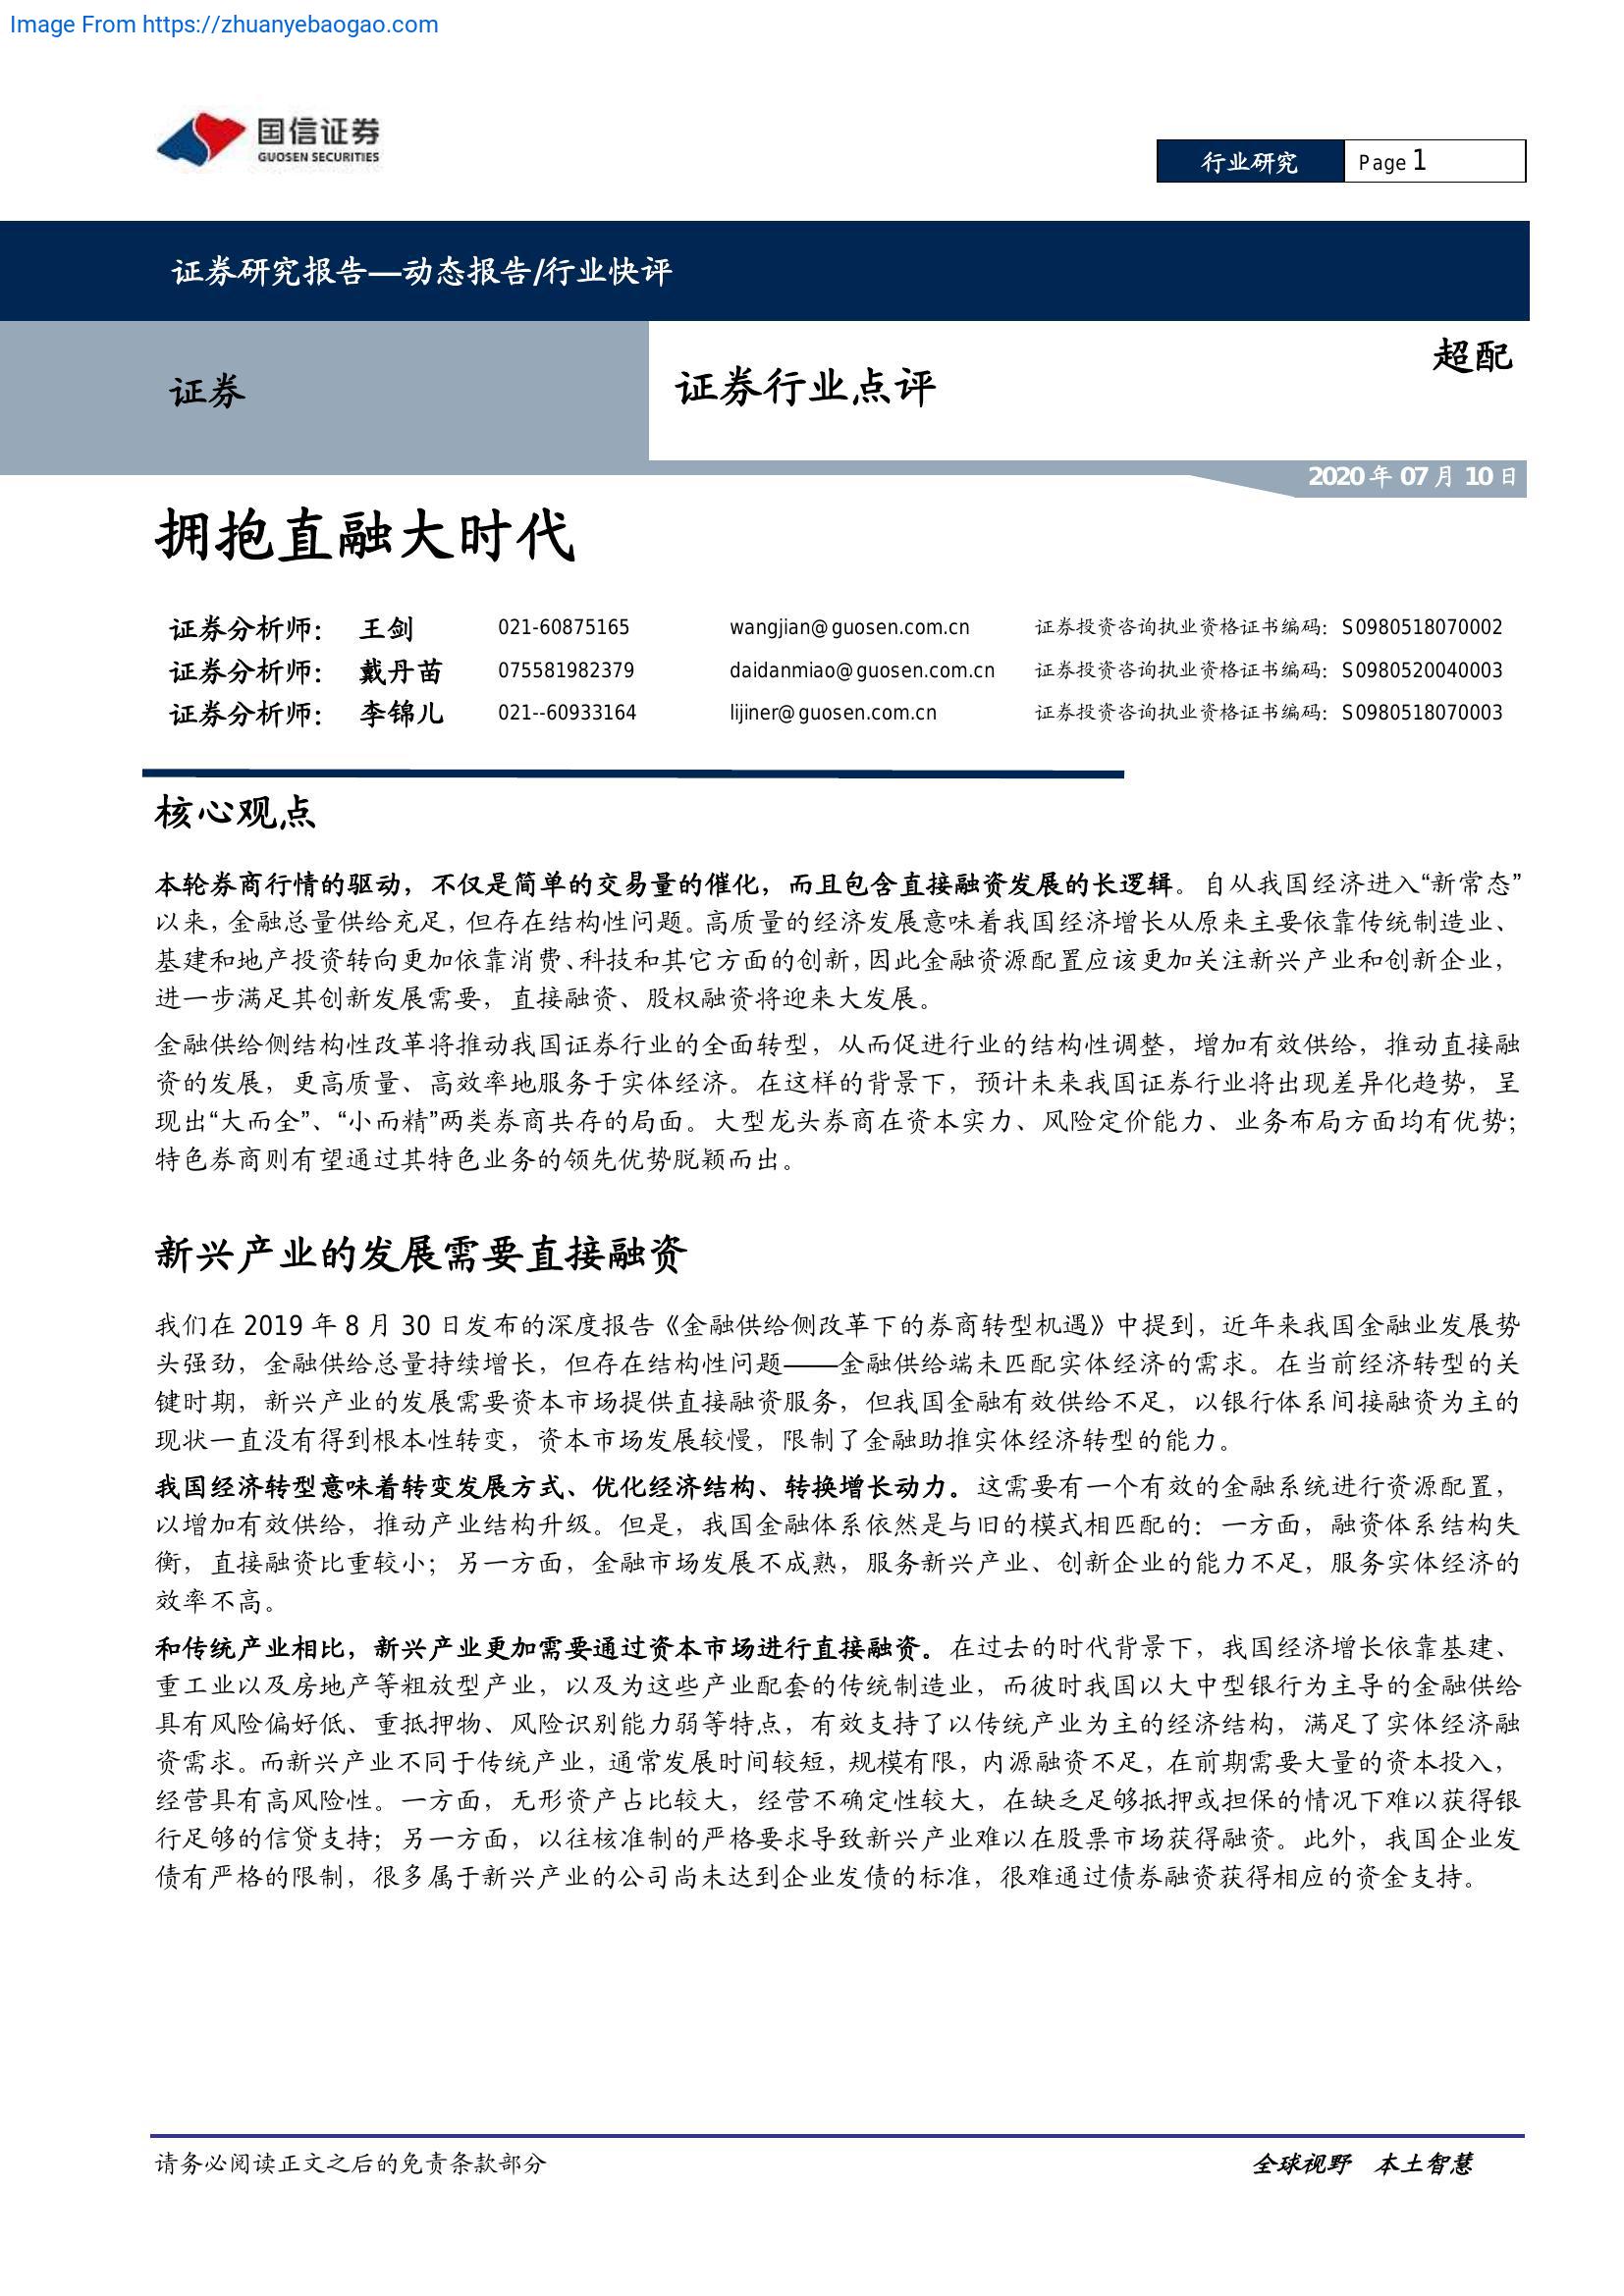 Image From https://zhuanyebaogao.com
国信证券
GUOSEN SECURITIES
行业研究 Page 1
证券研究报告—动态报告/行业快评
证券
证券行业点评
超配
2020 年 07 月 10 日
拥抱直融大时代
证券分析师： 王剑 021-60875165 wangjian@guosen.com.cn 证券投资咨询执业资格证书编码：S0980518070002
证券分析师： 戴丹苗 075581982379 daidanmiao@guosen.com.cn 证券投资咨询执业资格证书编码：S0980520040003
证券分析师： 李锦儿 021--60933164 lijiner@guosen.com.cn 证券投资咨询执业资格证书编码：S0980518070003
核心观点
本轮券商行情的驱动，不仅是简单的交易量的催化，而且包含直接融资发展的长逻辑。自从我国经济进入“新常态”
以来，金融总量供给充足，但存在结构性问题。高质量的经济发展意味着我国经济增长从原来主要依靠传统制造业、
基建和地产投资转向更加依靠消费、科技和其它方面的创新，因此金融资源配置应该更加关注新兴产业和创新企业，
进一步满足其创新发展需要，直接融资、股权融资将迎来大发展。
金融供给侧结构性改革将推动我国证券行业的全面转型，从而促进行业的结构性调整，增加有效供给，推动直接融
资的发展，更高质量、高效率地服务于实体经济。在这样的背景下，预计未来我国证券行业将出现差异化趋势，呈
现出“大而全”、“小而精”两类券商共存的局面。大型龙头券商在资本实力、风险定价能力、业务布局方面均有优势；
特色券商则有望通过其特色业务的领先优势脱颖而出。
新兴产业的发展需要直接融资
我们在 2019 年 8 月 30 日发布的深度报告《金融供给侧改革下的券商转型机遇》中提到，近年来我国金融业发展势
头强劲，金融供给总量持续增长，但存在结构性问题——金融供给端未匹配实体经济的需求。在当前经济转型的关
键时期，新兴产业的发展需要资本市场提供直接融资服务，但我国金融有效供给不足，以银行体系间接融资为主的
现状一直没有得到根本性转变，资本市场发展较慢，限制了金融助推实体经济转型的能力。
我国经济转型意味着转变发展方式、优化经济结构、转换增长动力。这需要有一个有效的金融系统进行资源配置，
以增加有效供给，推动产业结构升级。但是，我国金融体系依然是与旧的模式相匹配的：一方面，融资体系结构失
衡，直接融资比重较小；另一方面，金融市场发展不成熟，服务新兴产业、创新企业的能力不足，服务实体经济的
效率不高。
和传统产业相比，新兴产业更加需要通过资本市场进行直接融资。在过去的时代背景下，我国经济增长依靠基建、
重工业以及房地产等粗放型产业，以及为这些产业配套的传统制造业，而彼时我国以大中型银行为主导的金融供给
具有风险偏好低、重抵押物、风险识别能力弱等特点，有效支持了以传统产业为主的经济结构，满足了实体经济融
资需求。而新兴产业不同于传统产业，通常发展时间较短，规模有限，内源融资不足，在前期需要大量的资本投入，
经营具有高风险性。一方面，无形资产占比较大，经营不确定性较大，在缺乏足够抵押或担保的情况下难以获得银
行足够的信贷支持；另一方面，以往核准制的严格要求导致新兴产业难以在股票市场获得融资。此外，我国企业发
债有严格的限制，很多属于新兴产业的公司尚未达到企业发债的标准，很难通过债券融资获得相应的资金支持。
请务必阅读正文之后的免责条款部分 全球视野 本土智慧